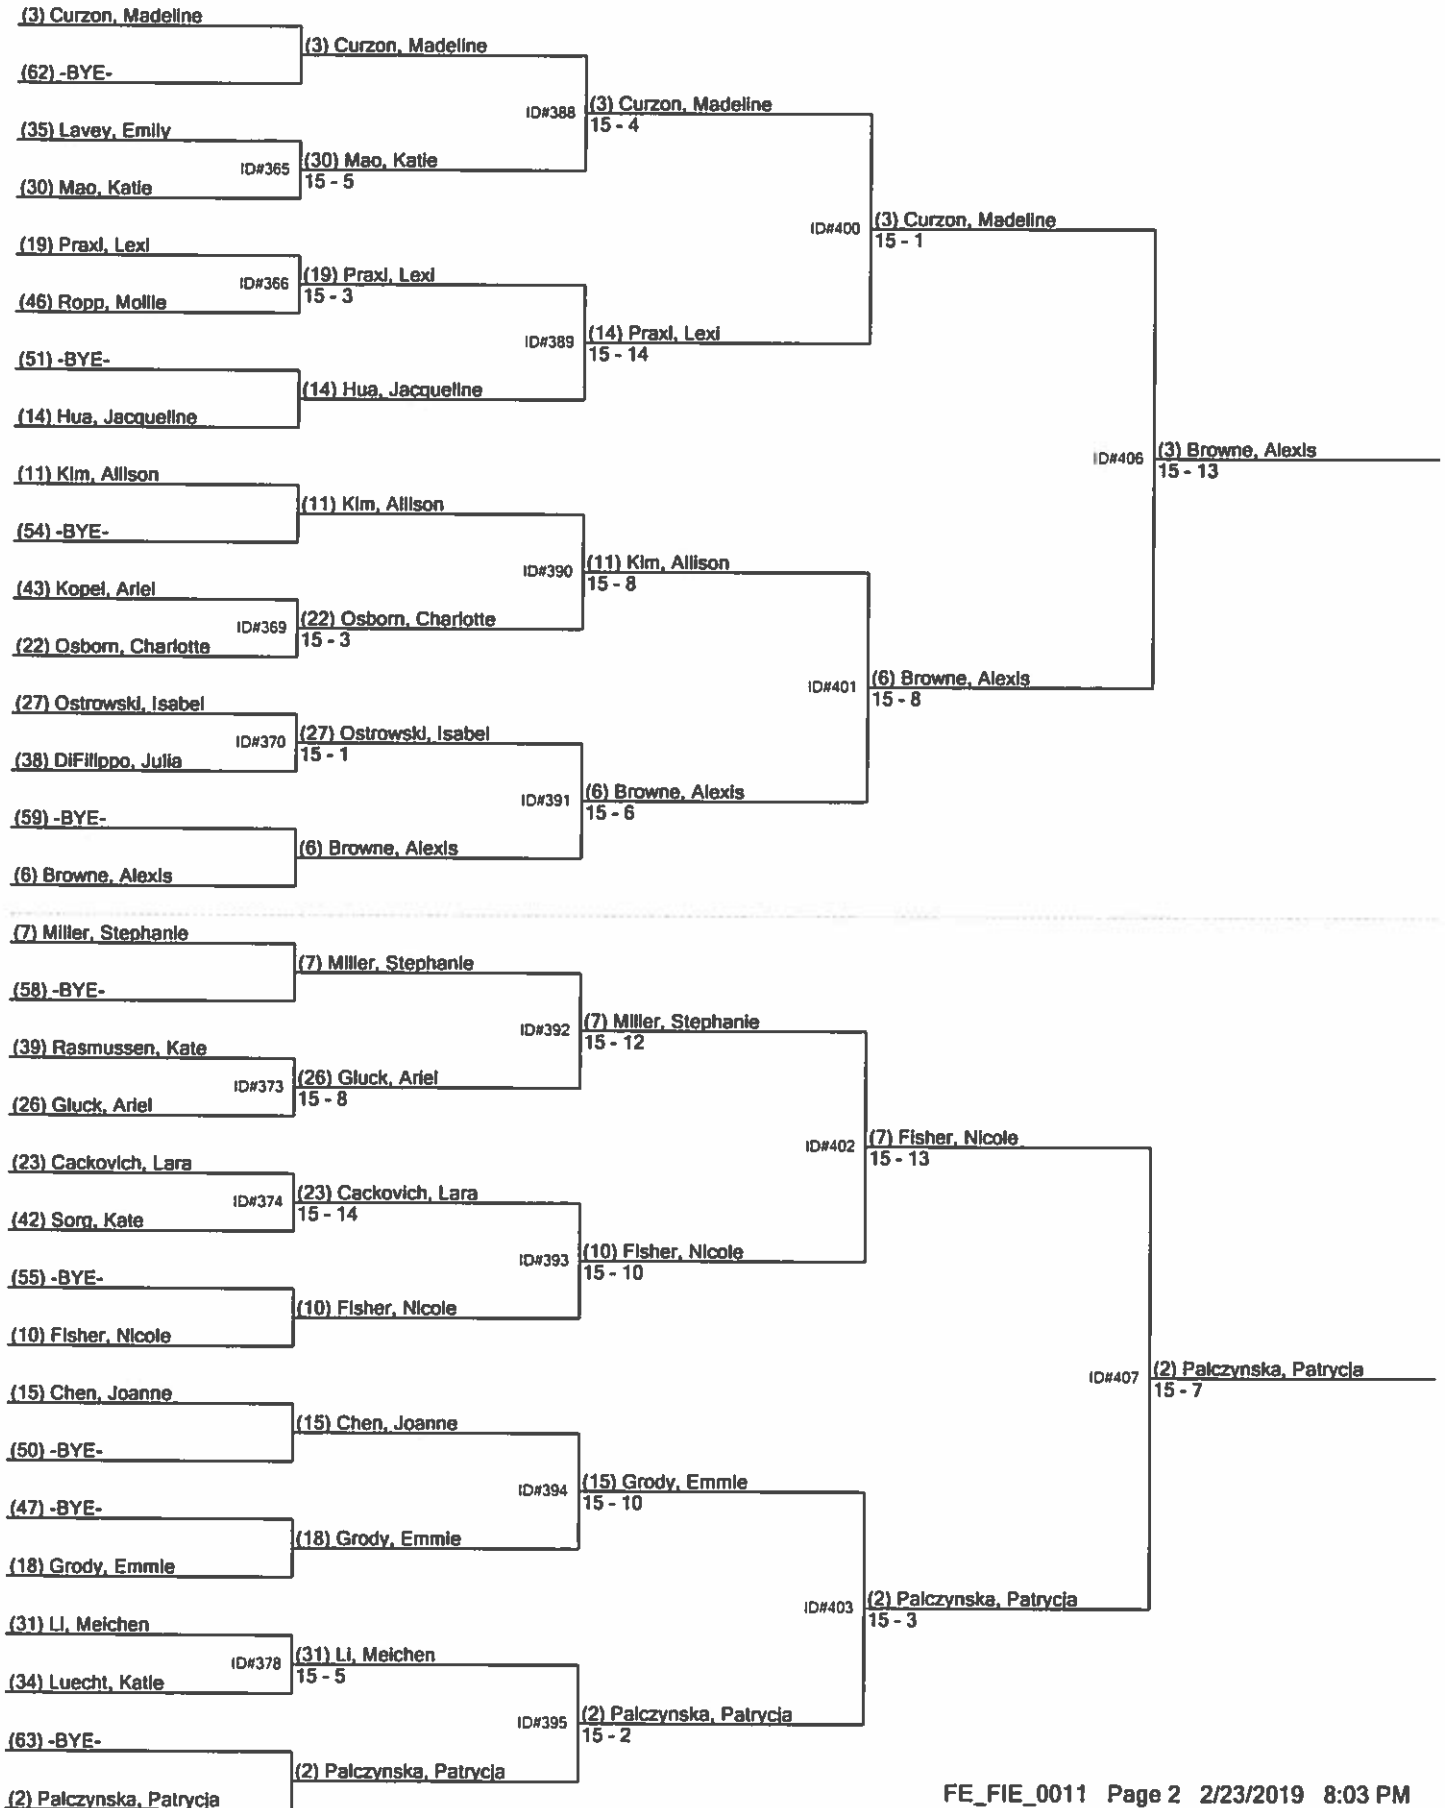 (3) Curzon, Madeline
(3) Curzon, Madeline
(62) -BYE-
ID#388 (3) Curzon, Madeline
15 - 4
(35) Lavey, Emily
ID#365 (30) Mao, Katie
15 - 5
(30) Mao, Katie
ID#400 (3) Curzon, Madeline
15 - 1
(19) Praxl, Lexi
ID#366 (19) Praxl, Lexi
15 - 3
(46) Ropp, Mollie
ID#389 (14) Praxl, Lexi
15 - 14
(51) -BYE-
(14) Hua, Jacqueline
(14) Hua, Jacqueline
ID#406 (3) Browne, Alexis
15 - 13
(11) Kim, Allison
(11) Kim, Allison
(54) -BYE-
ID#390 (11) Kim, Allison
15 - 8
(43) Kopel, Ariel
ID#369 (22) Osborn, Charlotte
15 - 3
(22) Osborn, Charlotte
ID#401 (6) Browne, Alexis
15 - 8
(27) Ostrowski, Isabel
ID#370 (27) Ostrowski, Isabel
15 - 1
(38) DiFilippo, Julia
ID#391 (6) Browne, Alexis
15 - 6
(59) -BYE-
(6) Browne, Alexis
(6) Browne, Alexis
(7) Miller, Stephanie
(7) Miller, Stephanie
(58) -BYE-
ID#392 (7) Miller, Stephanie
15 - 12
(39) Rasmussen, Kate
ID#373 (26) Gluck, Ariel
15 - 8
(26) Gluck, Ariel
ID#402 (7) Fisher, Nicole
15 - 13
(23) Cackovich, Lara
ID#374 (23) Cackovich, Lara
15 - 14
(42) Sorg, Kate
ID#393 (10) Fisher, Nicole
15 - 10
(55) -BYE-
(10) Fisher, Nicole
(10) Fisher, Nicole
ID#407 (2) Palczynska, Patrycja
15 - 7
(15) Chen, Joanne
(15) Chen, Joanne
(50) -BYE-
ID#394 (15) Grody, Emmie
15 - 10
(47) -BYE-
(18) Grody, Emmie
(18) Grody, Emmie
ID#403 (2) Palczynska, Patrycja
15 - 3
(31) Li, Meichen
ID#378 (31) Li, Meichen
15 - 5
(34) Luecht, Katie
ID#395 (2) Palczynska, Patrycja
15 - 2
(63) -BYE-
(2) Palczynska, Patrycja
(2) Palczynska, Patrycja
FE_FIE_0011 Page 2 2/23/2019 8:03 PM